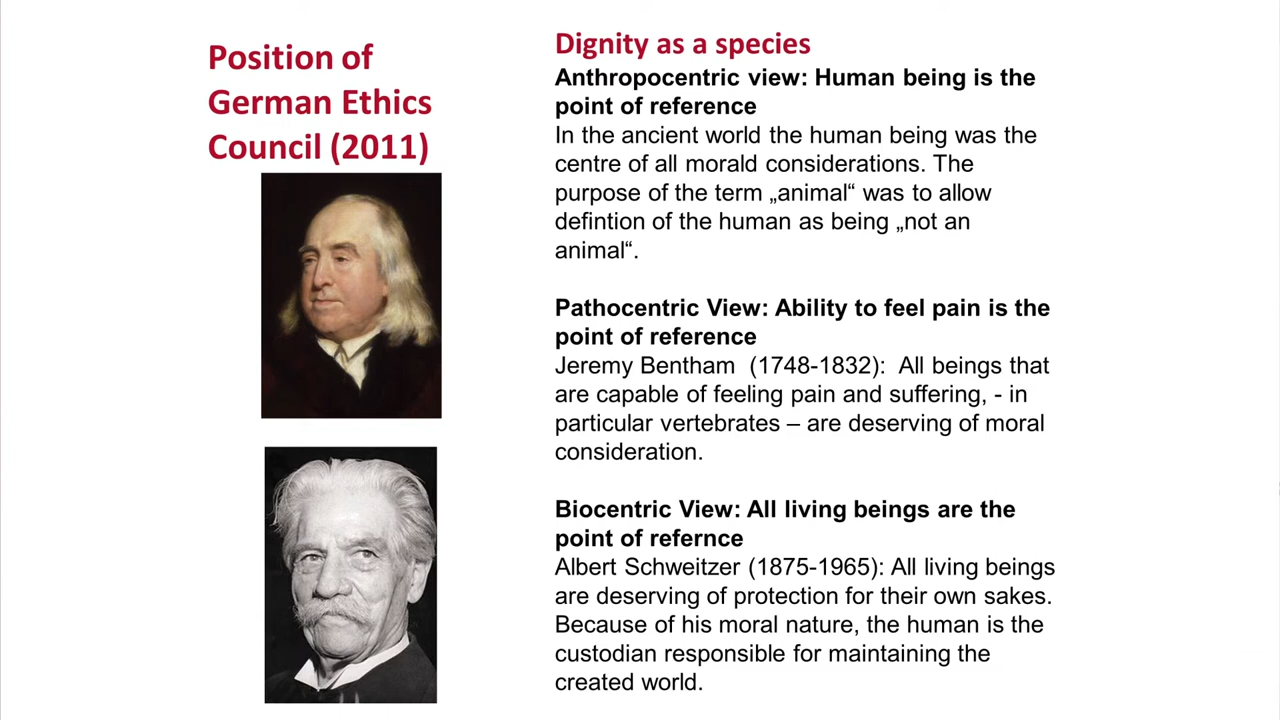 Position of
German Ethics
Council (2011)
Dignity as a species
Anthropocentric view: Human being is the
point of reference
In the ancient world the human being was the
centre of all morald considerations. The
purpose of the term „animal“ was to allow
defintion of the human as being „not an
animal“.
Pathocentric View: Ability to feel pain is the
point of reference
Jeremy Bentham  (1748-1832):  All beings that
are capable of feeling pain and suffering, - in
particular vertebrates – are deserving of moral
consideration.
Biocentric View: All living beings are the
point of refernce
Albert Schweitzer (1875-1965): All living beings
are deserving of protection for their own sakes.
Because of his moral nature, the human is the
custodian responsible for maintaining the
created world.